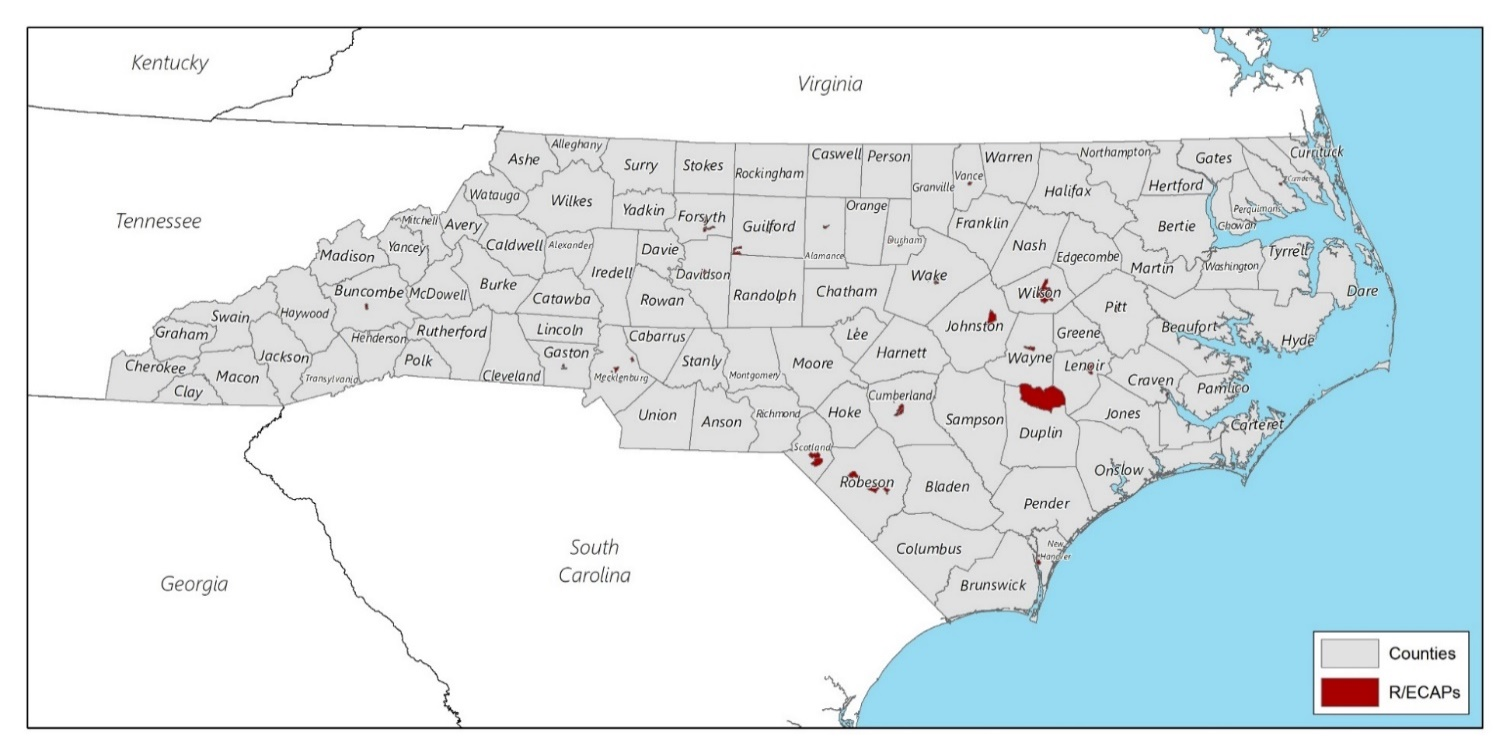 Kentucky
Virginia
Tennessee
Georgia
South
Carolina
Alleghany
Ashe
Surry
Stokes
Rockingham
Caswell
Person
Granville
Vance
Warren
Northampton
Halifax
Hertford
Gates
Currituck
Camden
Perquimans
Chowan
Bertie
Watauga
Wilkes
Yadkin
Forsyth
Guilford
Orange
Alamance
Durham
Franklin
Nash
Edgecombe
Martin
Washington
Tyrrell
Dare
Mitchell
Avery
Caldwell
Alexander
Davie
Davidson
Iredell
Madison
Yancey
Buncombe
McDowell
Burke
Catawba
Rowan
Randolph
Chatham
Wake
Wilson
Pitt
Beaufort
Hyde
Swain
Haywood
Graham
Henderson
Rutherford
Lincoln
Cabarrus
Lee
Johnston
Greene
Cherokee
Jackson
Macon
Clay
Transylvania
Polk
Cleveland
Gaston
Mecklenburg
Stanly
Montgomery
Moore
Harnett
Wayne
Lenoir
Craven
Pamlico
Union
Anson
Richmond
Hoke
Cumberland
Sampson
Duplin
Jones
Carteret
Scotland
Robeson
Bladen
Onslow
Pender
Columbus
New
Hanover
Brunswick
Counties
R/ECAPs